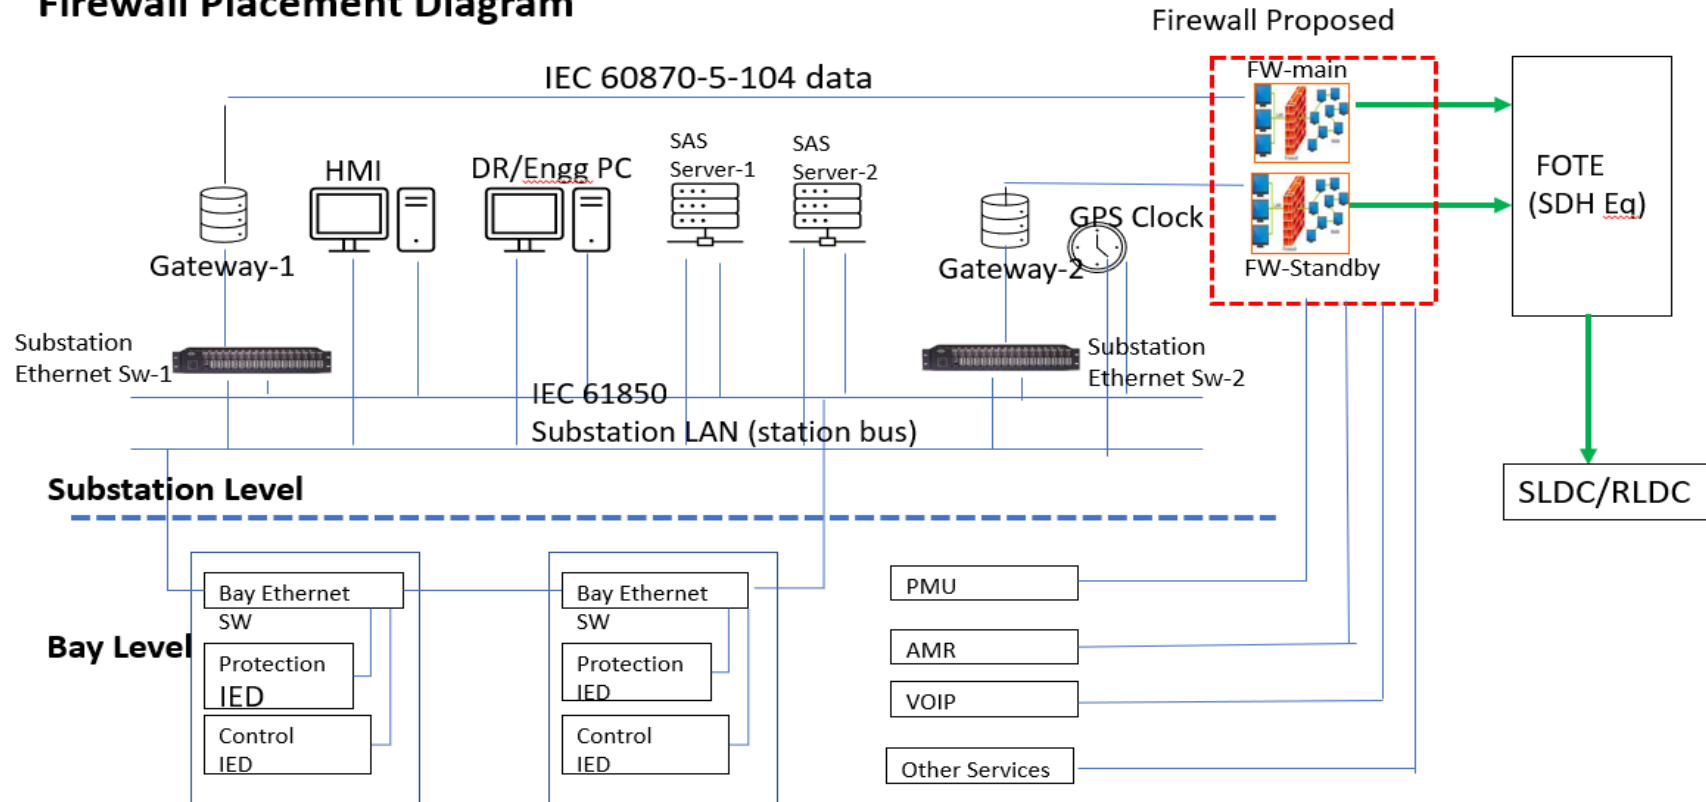 Firewall Placement Diagram
Firewall Proposed
IEC 60870-5-104 data
FW-main
SAS
Server-1
SAS
Server-2
HMI
DR/Engg PC
FOTE
(SDH Eq)
GPS Clock
Gateway-1
Gateway-2
FW-Standby
Substation
Ethernet Sw-1
Substation
Ethernet Sw-2
IEC 61850
Substation LAN (station bus)
Substation Level
SLDC/RLDC
Bay Ethernet
SW
Bay Ethernet
SW
PMU
Bay Level
Protection
IED
Protection
IED
AMR
VOIP
Control
IED
Control
IED
Other Services